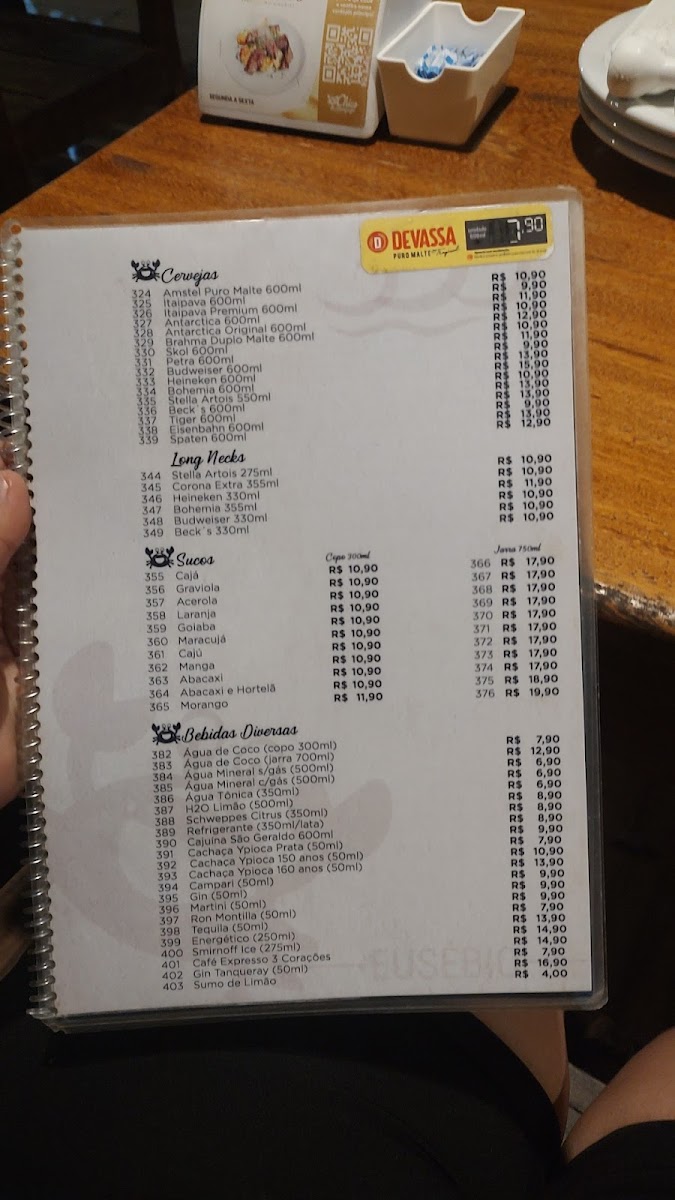 SEGUNDA A SEXTA
D DEVASSA
PURO MALTE Tropical
unidade 600ml 7,90
Cervejas
324 Amstel Puro Malte 600ml R$ 10,90
325 Itaipava 600ml R$ 9,90
326 Itaipava Premium 600ml R$ 11,90
327 Antarctica 600ml R$ 10,90
328 Antarctica Original 600ml R$ 12,90
329 Brahma Duplo Malte 600ml R$ 10,90
330 Skol 600ml R$ 11,90
331 Petra 600ml R$ 9,90
332 Budweiser 600ml R$ 13,90
333 Heineken 600ml R$ 15,90
334 Bohemia 600ml R$ 10,90
335 Stella Artois 550ml R$ 13,90
336 Beck`s 600ml R$ 13,90
337 Tiger 600ml R$ 9,90
338 Eisenbahn 600ml R$ 13,90
339 Spaten 600ml R$ 12,90
Long Necks
344 Stella Artois 275ml R$ 10,90
345 Corona Extra 355ml R$ 10,90
346 Heineken 330ml R$ 11,90
347 Bohemia 355ml R$ 10,90
348 Budweiser 330ml R$ 10,90
349 Beck`s 330ml R$ 10,90
Sucos Copo 300ml Jarra 750ml
355 Cajá R$ 10,90 366 R$ 17,90
356 Graviola R$ 10,90 367 R$ 17,90
357 Acerola R$ 10,90 368 R$ 17,90
358 Laranja R$ 10,90 369 R$ 17,90
359 Goiaba R$ 10,90 370 R$ 17,90
360 Maracujá R$ 10,90 371 R$ 17,90
361 Cajú R$ 10,90 372 R$ 17,90
362 Manga R$ 10,90 373 R$ 17,90
363 Abacaxi R$ 10,90 374 R$ 17,90
364 Abacaxi e Hortelã R$ 10,90 375 R$ 18,90
365 Morango R$ 11,90 376 R$ 19,90
Bebidas Diversas
382 Água de Coco (copo 300ml) R$ 7,90
383 Água de Coco (jarra 700ml) R$ 12,90
384 Água Mineral s/gás (500ml) R$ 6,90
385 Água Mineral c/gás (500ml) R$ 6,90
386 Água Tônica (350ml) R$ 6,90
387 H2O Limão (500ml) R$ 8,90
388 Schweppes Citrus (350ml) R$ 8,90
389 Refrigerante (350ml/lata) R$ 8,90
390 Cajuina São Geraldo 600ml R$ 9,90
391 Cachaça Ypioca Prata (50ml) R$ 7,90
392 Cachaça Ypioca 150 anos (50ml) R$ 10,90
393 Cachaça Ypioca 160 anos (50ml) R$ 13,90
394 Campari (50ml) R$ 9,90
395 Gin (50ml) R$ 9,90
396 Martini (50ml) R$ 9,90
397 Ron Montilla (50ml) R$ 7,90
398 Tequila (50ml) R$ 13,90
399 Energético (250ml) R$ 14,90
400 Smirnoff Ice (275ml) R$ 14,90
401 Café Expresso 3 Corações R$ 7,90
402 Gin Tanqueray (50ml) R$ 16,90
403 Sumo de Limão R$ 4,00
EUSÉBIO